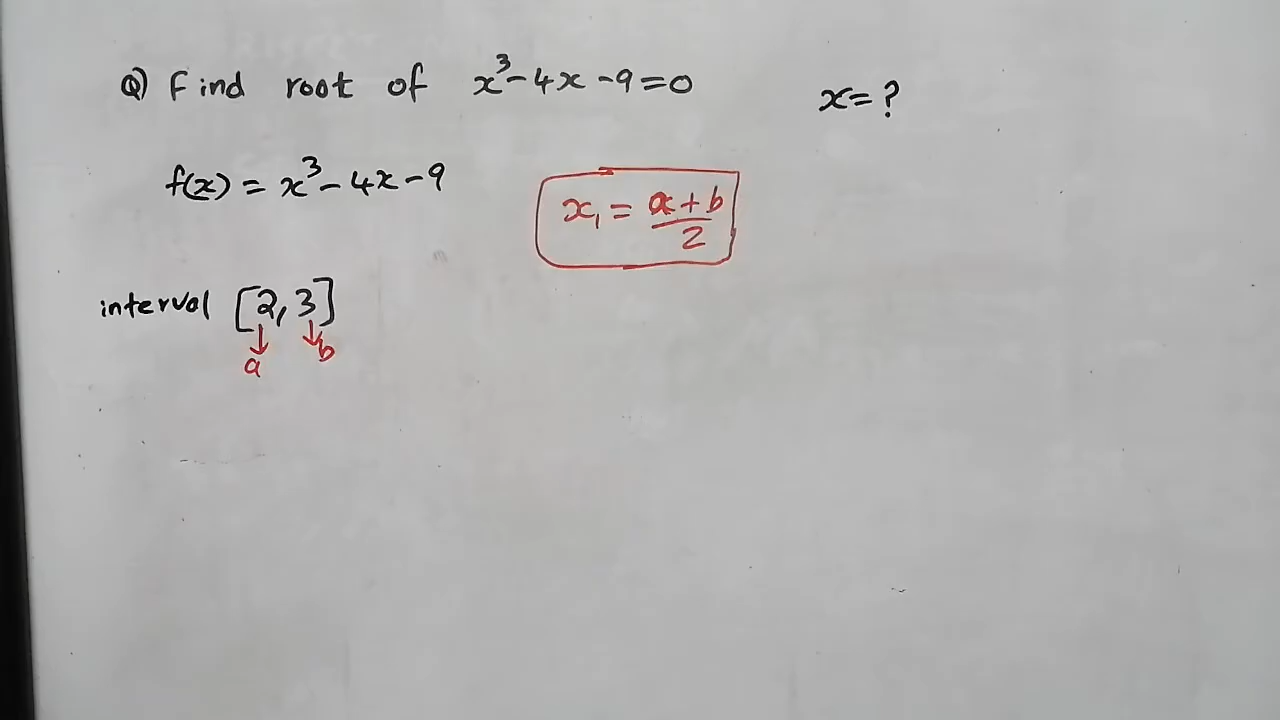 Q) Find root of x³-4x-9=0
x=?
f(x) = x³-4x-9
x₁ = a+b/2
interval [2, 3]
a b